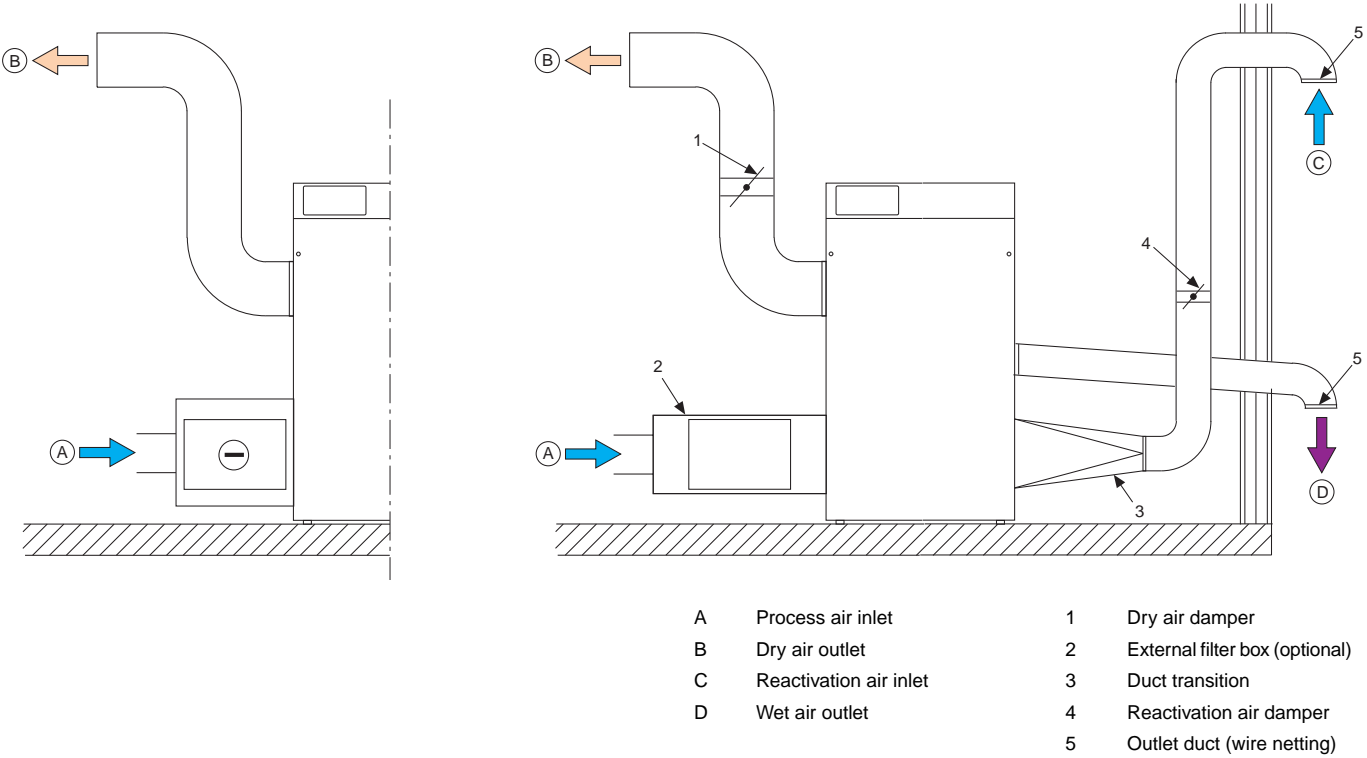 B
B
5
1
C
4
2
5
A
A
D
3
A Process air inlet 1 Dry air damper
B Dry air outlet 2 External filter box (optional)
C Reactivation air inlet 3 Duct transition
D Wet air outlet 4 Reactivation air damper
5 Outlet duct (wire netting)